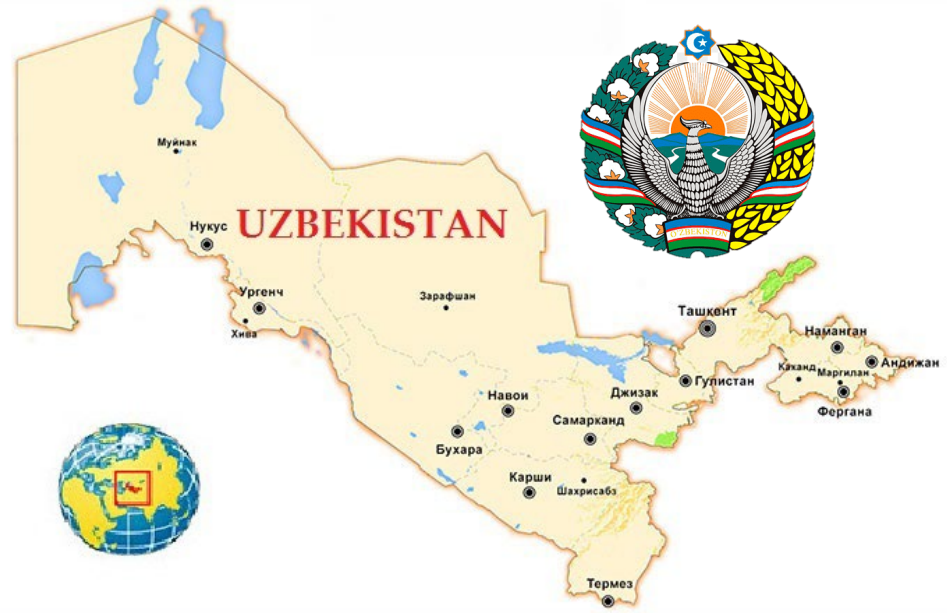 Муйнак
Нукус
UZBEKISTAN
O'ZBEKISTON
Ургенч
Хива
Зарафшан
Ташкент
Наманган
Андижан
Каканд
Маргилан
Фергана
Гулистан
Джизак
Навои
Самарканд
Бухара
Карши
Шахрисабз
Термез